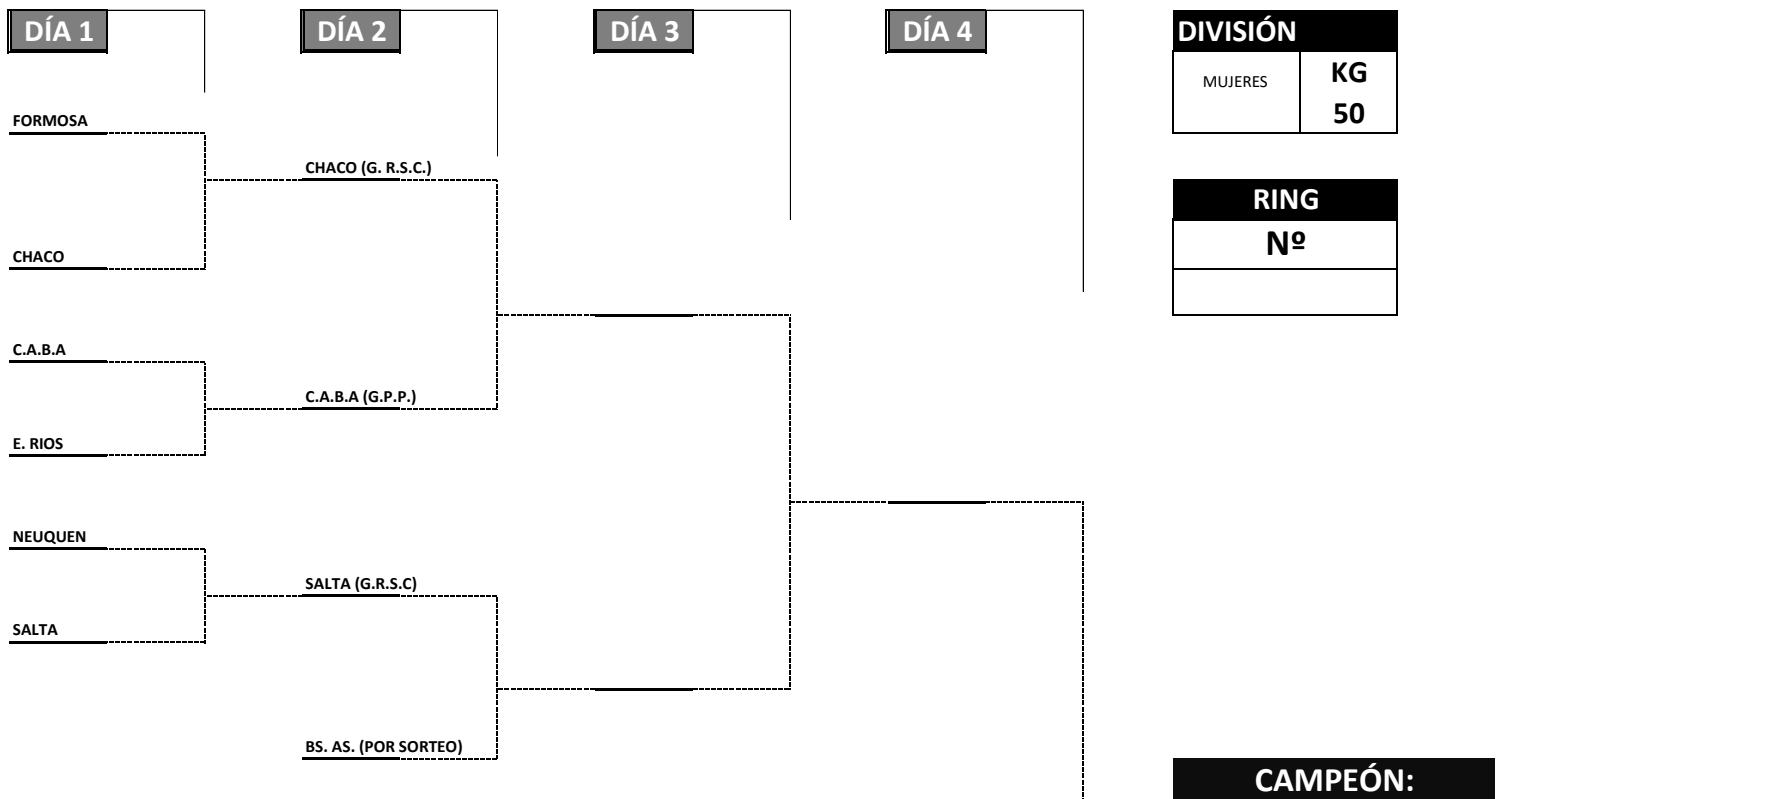 DÍA 1
DÍA 2
DÍA 3
DÍA 4
DIVISIÓN
MUJERES
KG
50
FORMOSA
CHACO (G. R.S.C.)
RING
Nº
CHACO
C.A.B.A
C.A.B.A (G.P.P.)
E. RIOS
NEUQUEN
SALTA (G.R.S.C)
SALTA
BS. AS. (POR SORTEO)
CAMPEÓN: